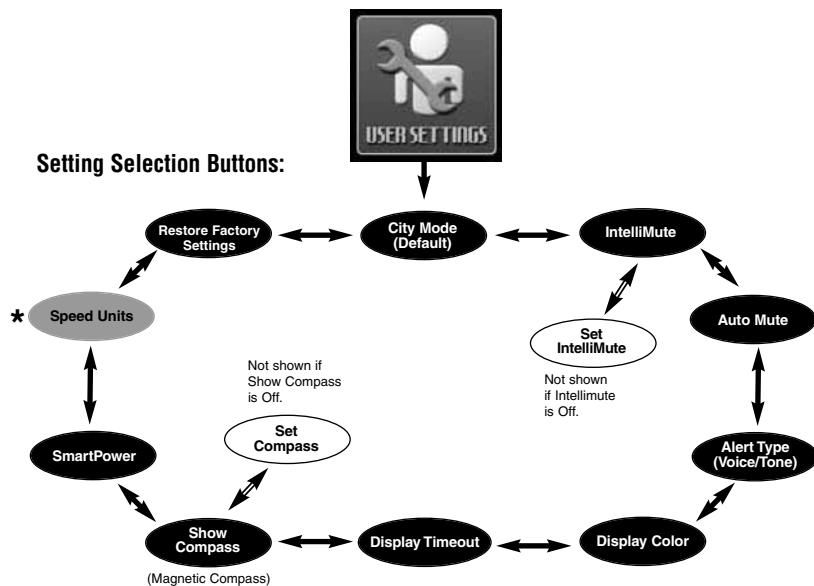 USER SETTINGS
Setting Selection Buttons:
Restore Factory
Settings
City Mode
(Default)
IntelliMute
* Speed Units
Set
IntelliMute
Auto Mute
Not shown if
Show Compass
is Off.
Not shown
if Intellimute
is Off.
Set
Compass
SmartPower
Alert Type
(Voice/Tone)
Show
Compass
Display Timeout
Display Color
(Magnetic Compass)